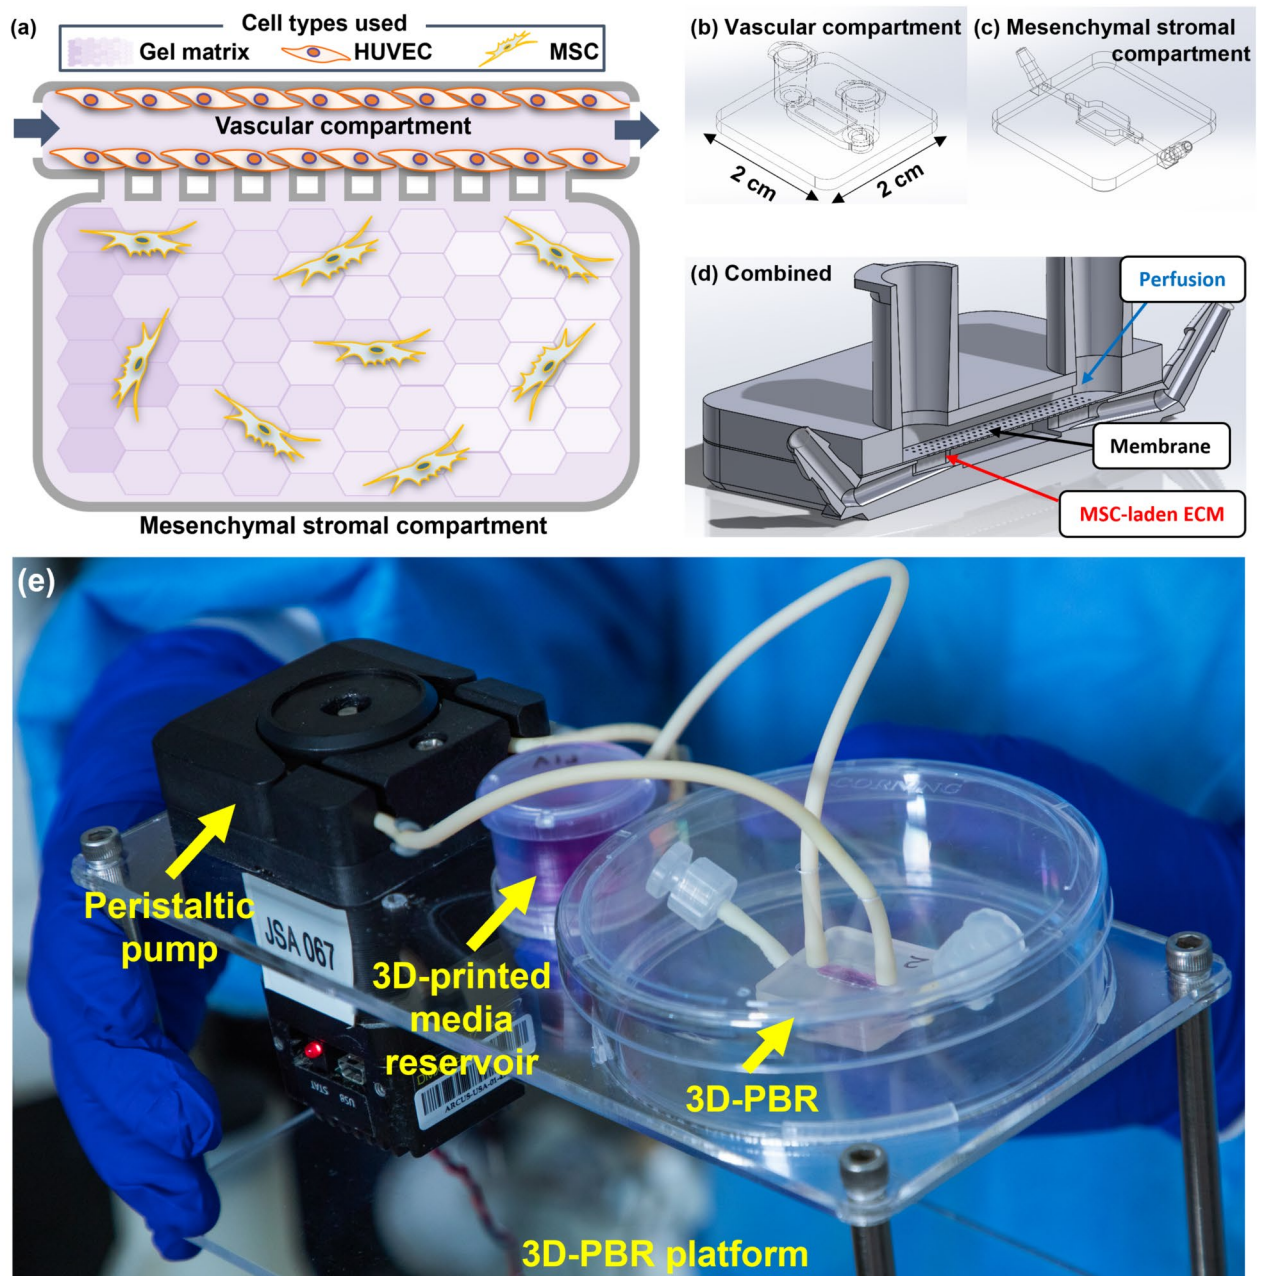 (a)
Cell types used
Gel matrix
HUVEC
MSC
Vascular compartment
Mesenchymal stromal compartment
(b) Vascular compartment
2 cm
2 cm
(c) Mesenchymal stromal
compartment
(d) Combined
Perfusion
Membrane
MSC-laden ECM
(e)
CORNING
JSA 067
Peristaltic
pump
3D-printed
media
reservoir
3D-PBR
STAT
USB
3D-PBR platform